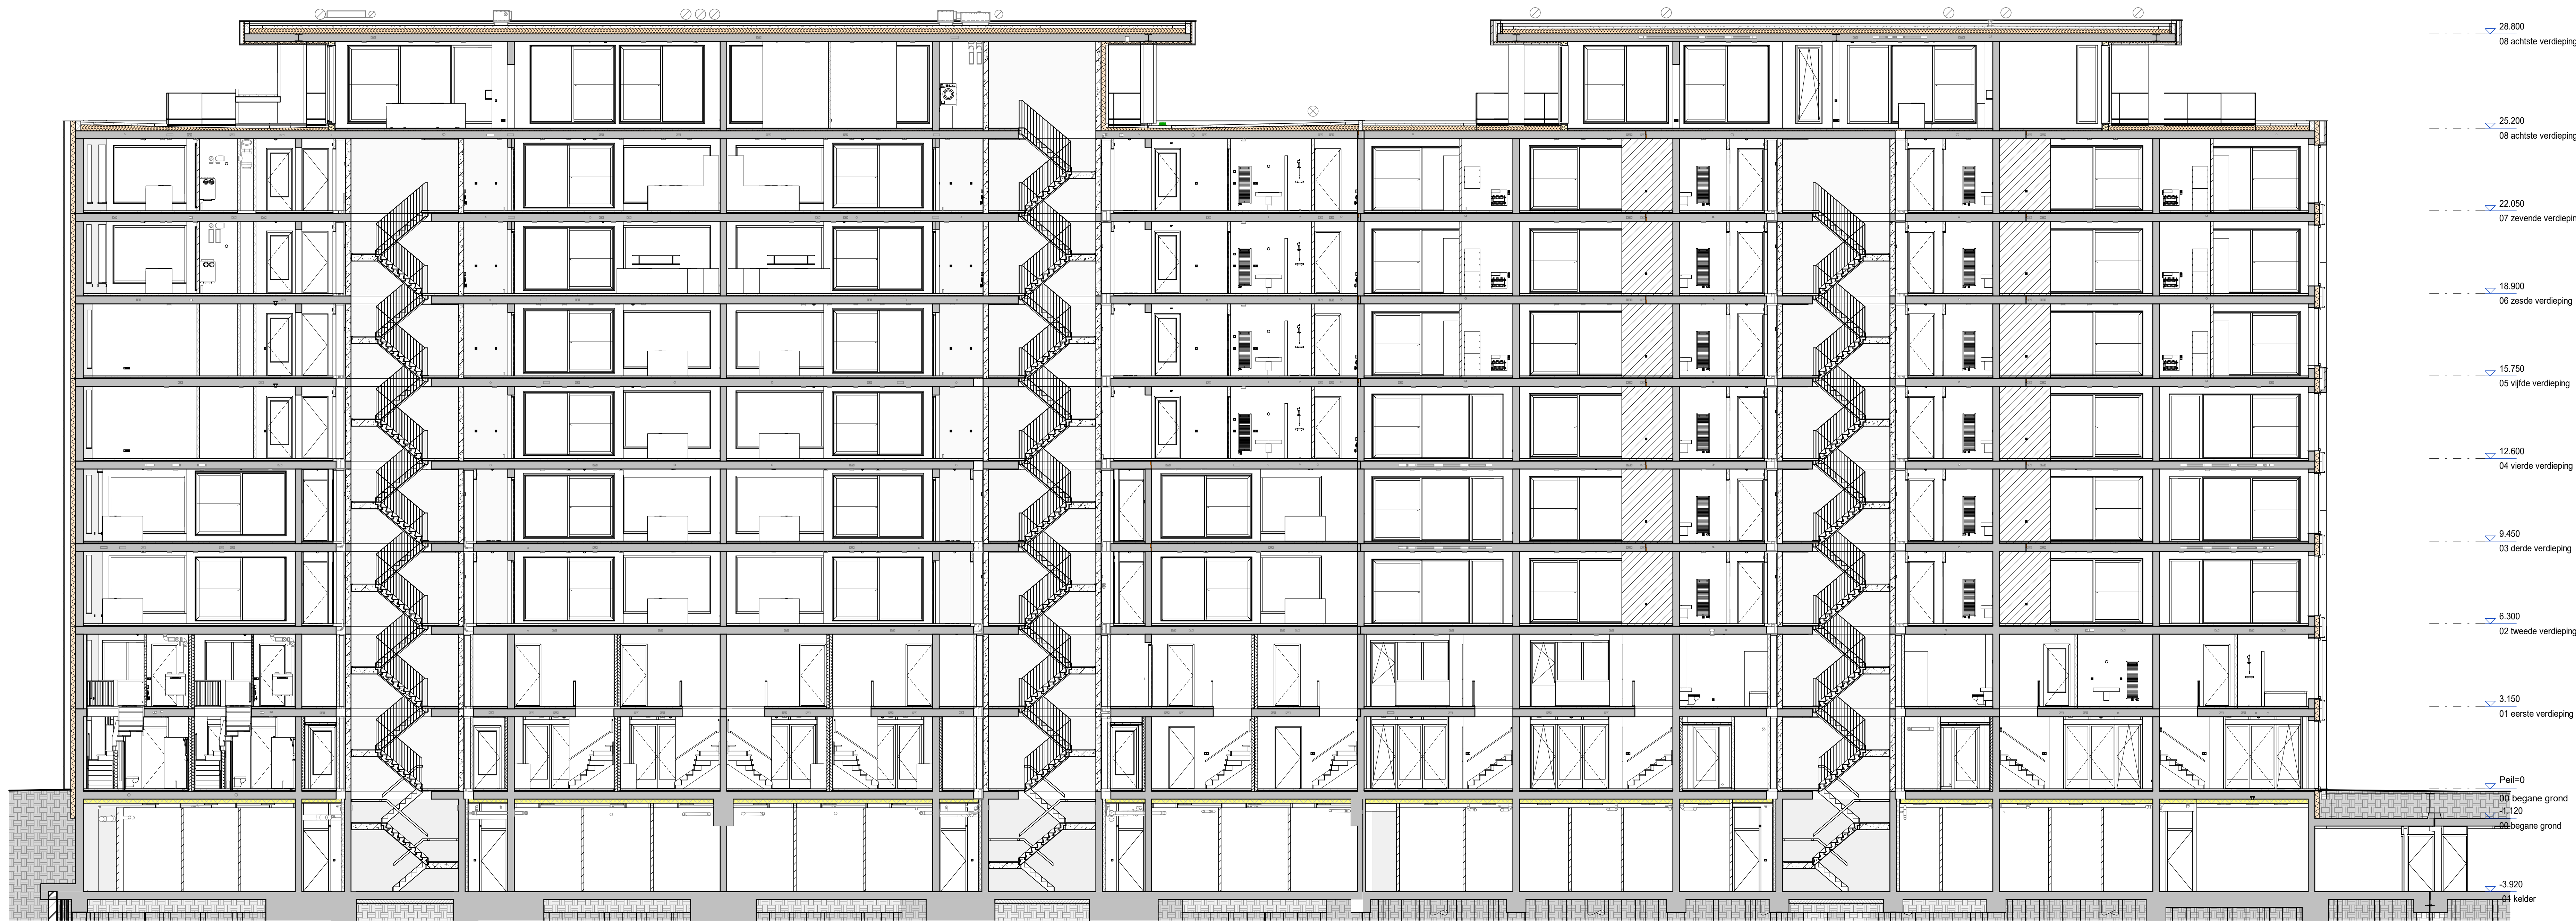 28.800
08 achtste verdieping
25.200
08 achtste verdieping
22.050
07 zevende verdieping
18.900
06 zesde verdieping
15.750
05 vijfde verdieping
12.600
04 vierde verdieping
9.450
03 derde verdieping
6.300
02 tweede verdieping
3.150
01 eerste verdieping
Peil=0
00 begane grond
-1.120
00 begane grond
-3.920
-01 kelder